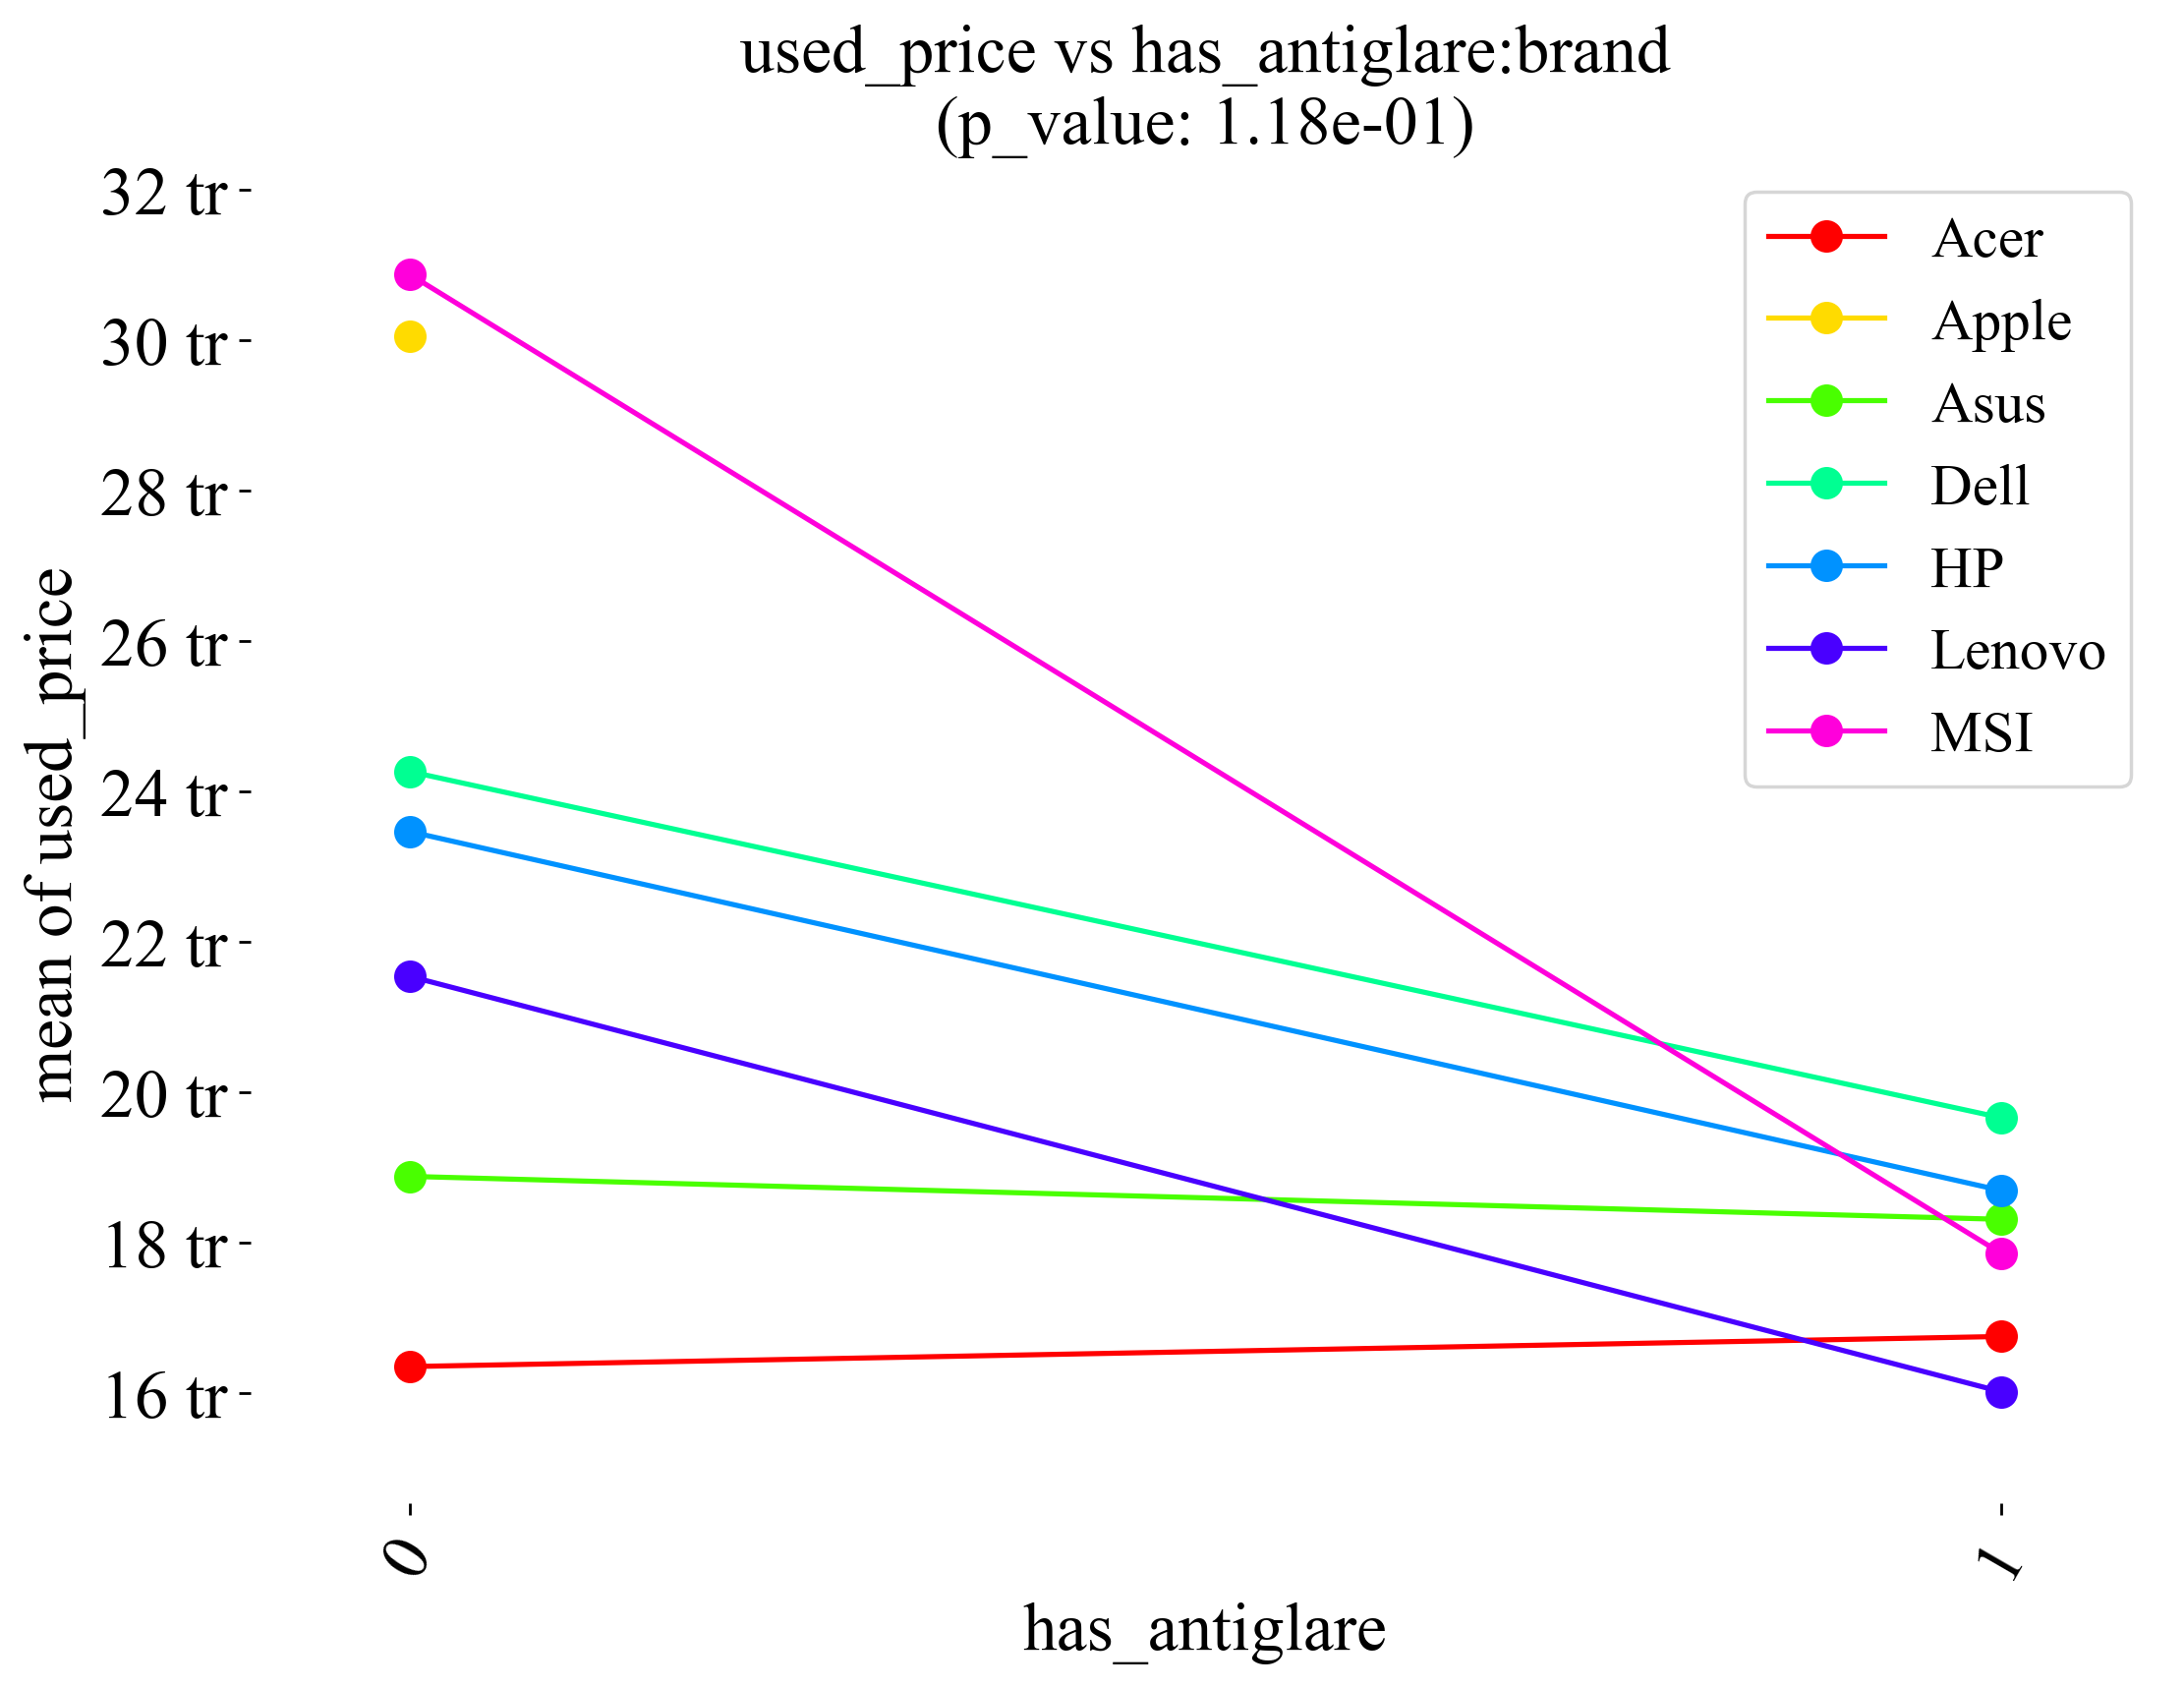 used_price vs has_antiglare:brand
(p_value: 1.18e-01)
32 tr
30 tr
28 tr
26 tr
24 tr
22 tr
20 tr
18 tr
16 tr
mean of used_price
Acer
Apple
Asus
Dell
HP
Lenovo
MSI
0
1
has_antiglare